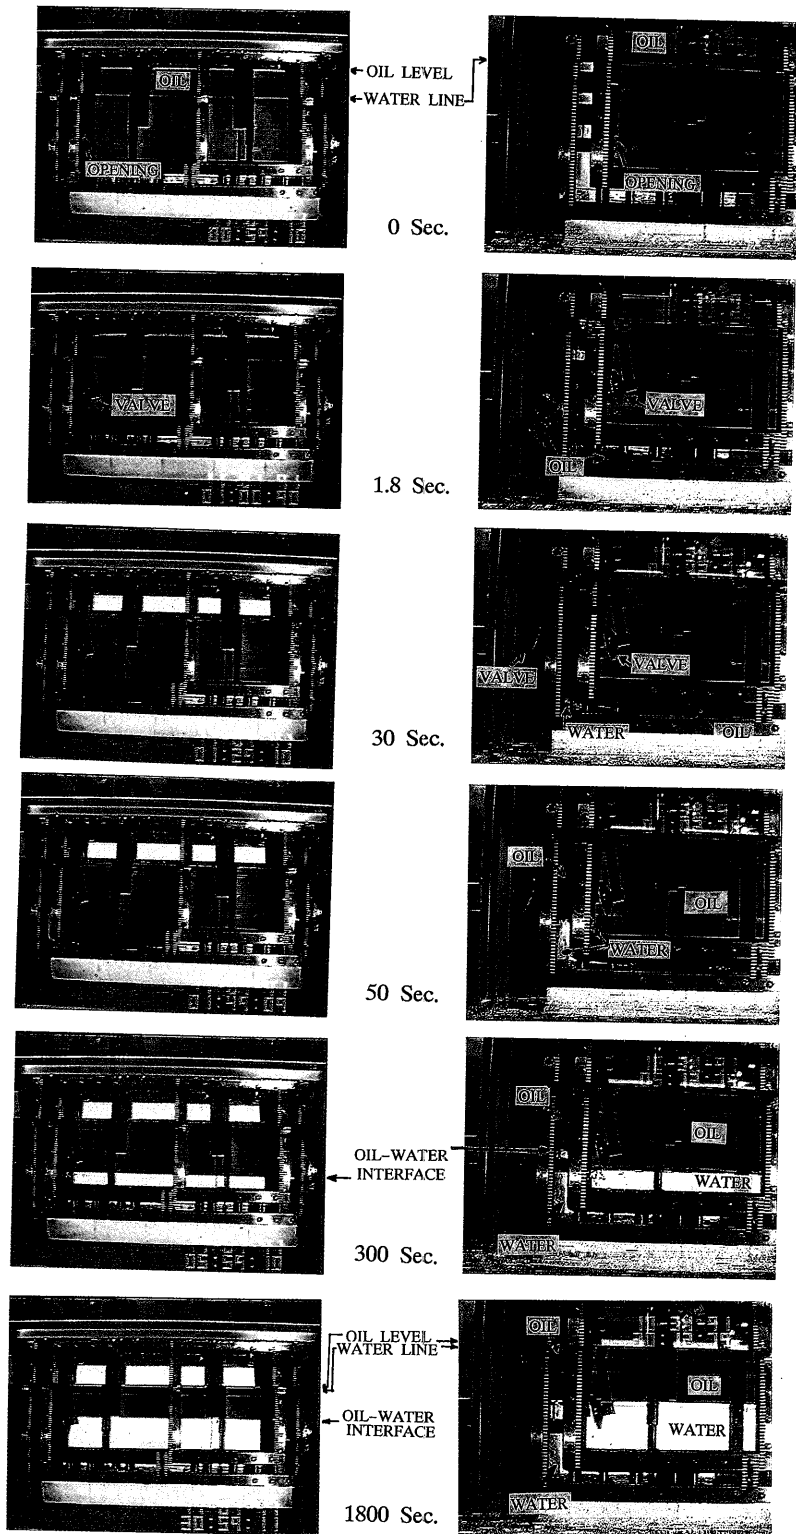 OIL
OIL
OIL LEVEL
WATER LINE
OPENING
OPENING
0 Sec.
VALVE
VALVE
OIL
1.8 Sec.
VALVE
VALVE
WATER
OIL
30 Sec.
OIL
OIL
WATER
50 Sec.
OIL
OIL
OIL-WATER
INTERFACE
WATER
WATER
300 Sec.
OIL
OIL LEVEL
WATER LINE
OIL
OIL-WATER
INTERFACE
WATER
WATER
1800 Sec.